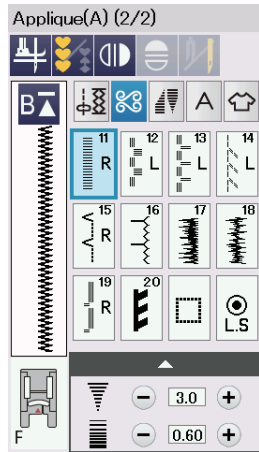 Applique(A) (2/2)
B A
11 R 12 L 13 L 14 L
15 R 16 17 18
19 R 20 L.S
3.0
F 0.60